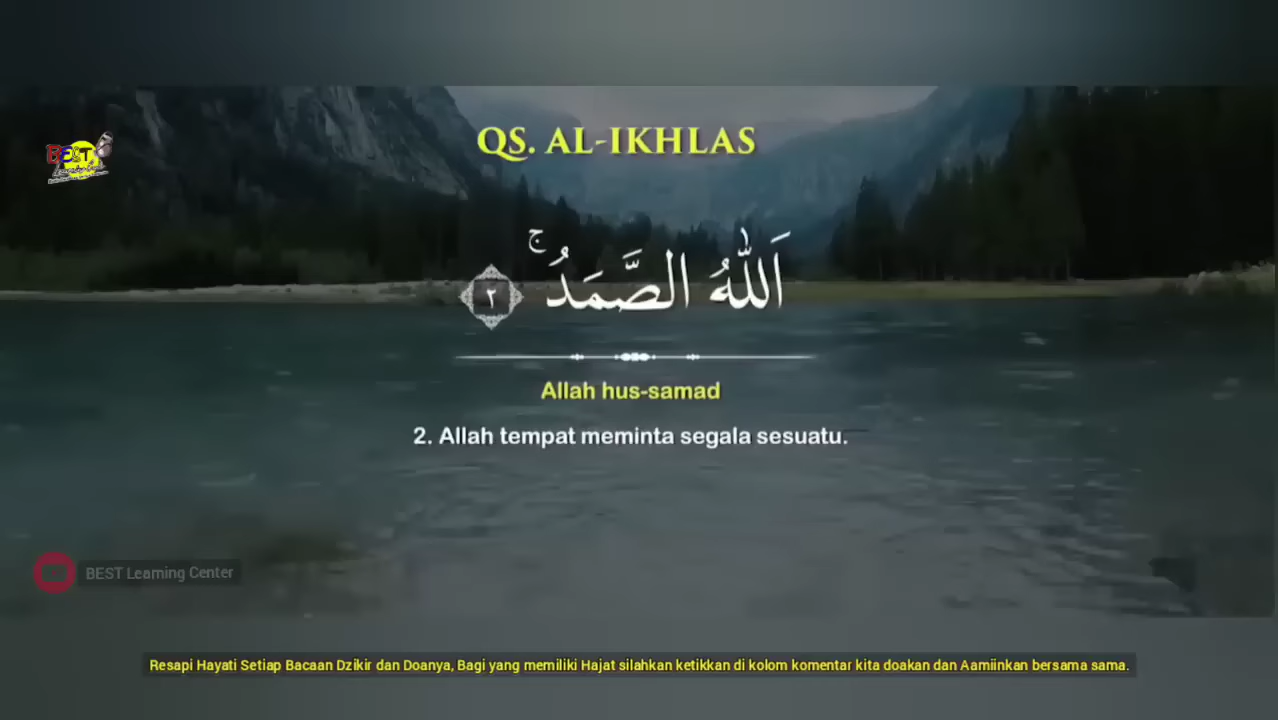 BEST
QS. AL-IKHLAS
اَللّٰهُ الصَّمَدُ ۚ ٢
Allah hus-samad
2. Allah tempat meminta segala sesuatu.
BEST Learning Center
Resapi Hayati Setiap Bacaan Dzikir dan Doanya, Bagi yang memiliki Hajat silahkan ketikkan di kolom komentar kita doakan dan Aamiinkan bersama sama.